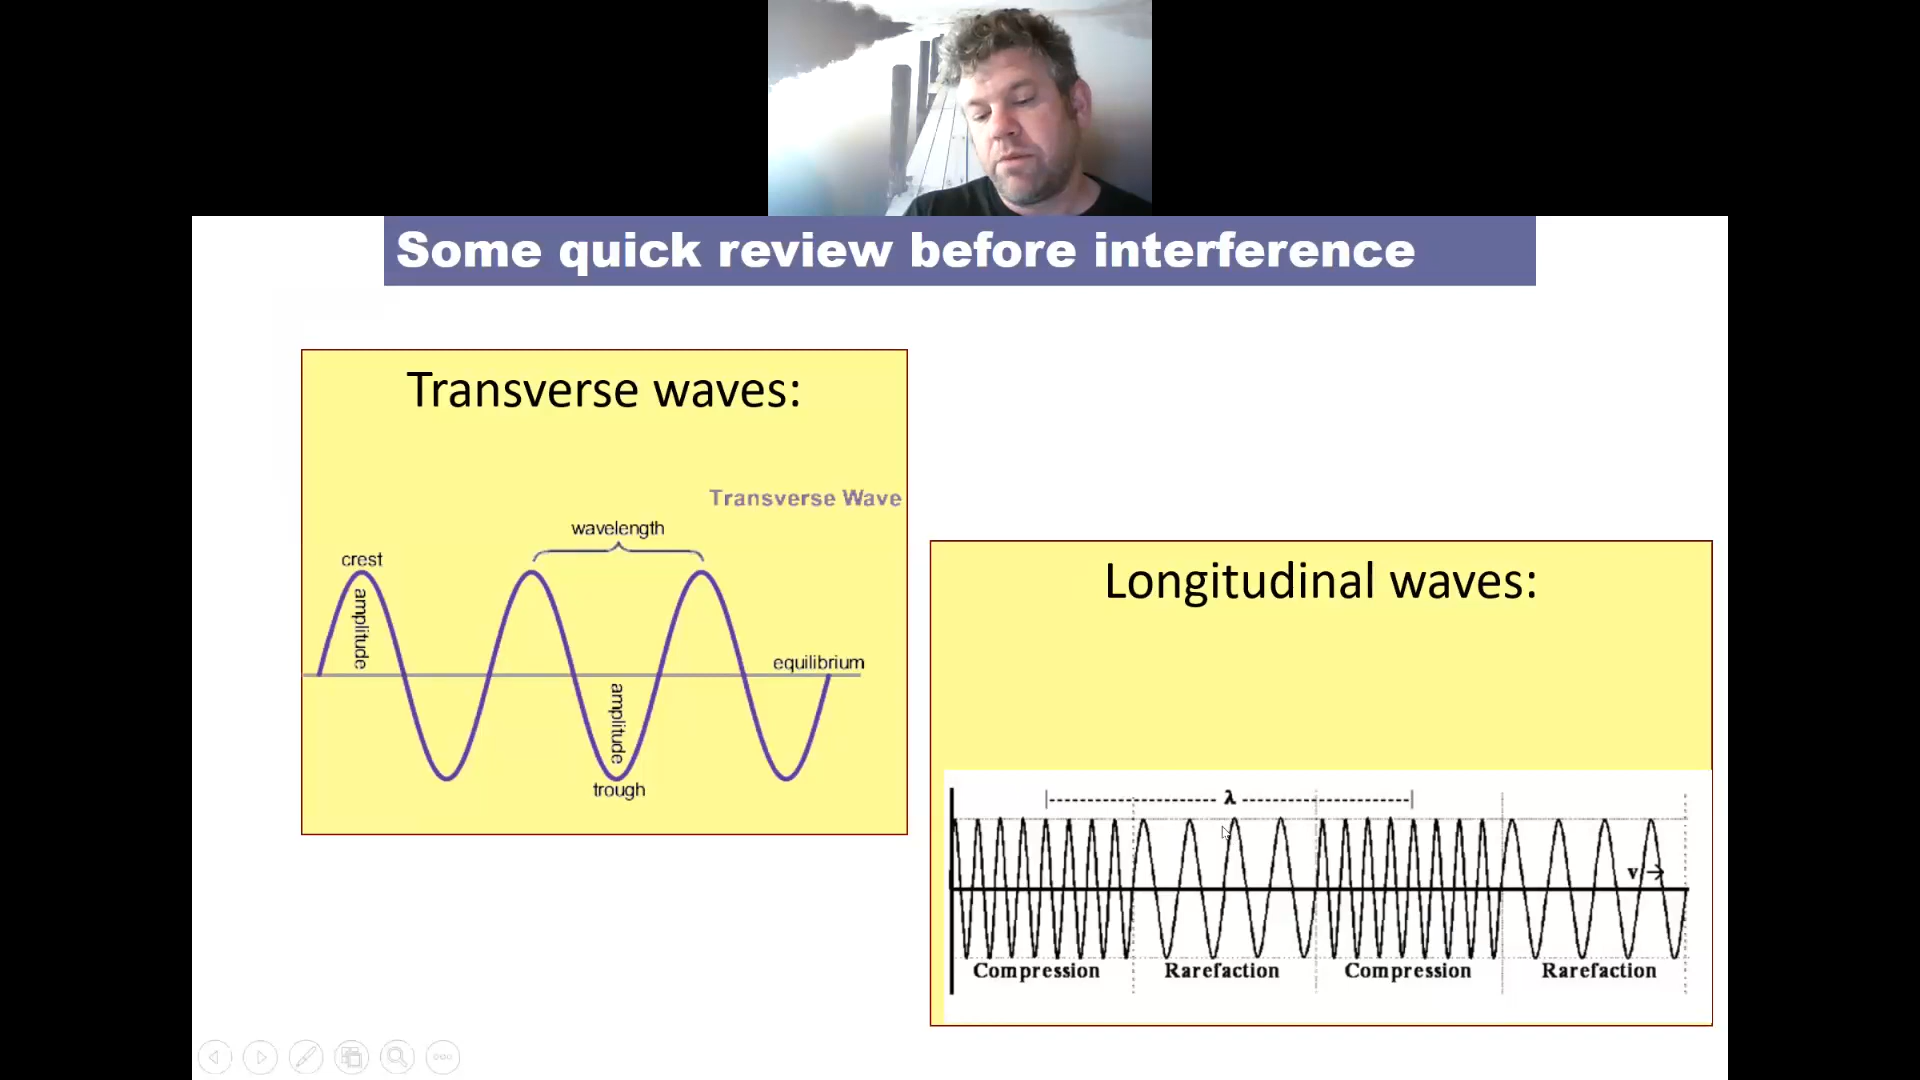 Some quick review before interference
Transverse waves:
Transverse Wave
wavelength
crest
amplitude
equilibrium
amplitude
trough
Longitudinal waves:
λ
v →
Compression Rarefaction Compression Rarefaction